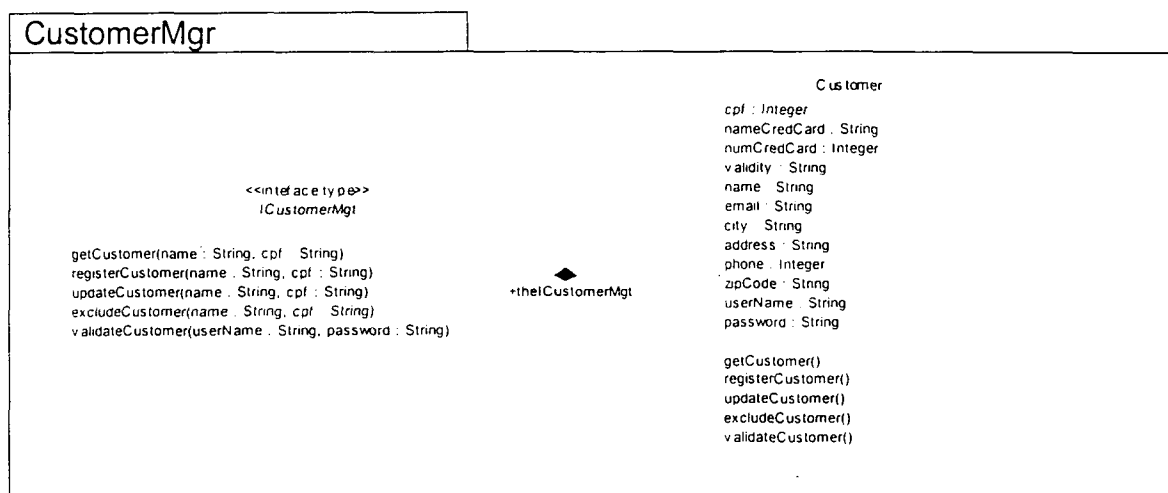 CustomerMgr
Customer
cpf : Integer
nameCredCard : String
numCredCard : Integer
validity : String
name : String
email : String
city : String
address : String
phone : Integer
zipCode : String
userName : String
password : String
getCustomer()
registerCustomer()
updateCustomer()
excludeCustomer()
validateCustomer()
<<inteface type>>
ICustomerMgt
getCustomer(name : String, cpf : String)
registerCustomer(name : String, cpf : String)
updateCustomer(name : String, cpf : String)
excludeCustomer(name : String, cpf : String)
validateCustomer(userName : String, password : String)
+theICustomerMgt